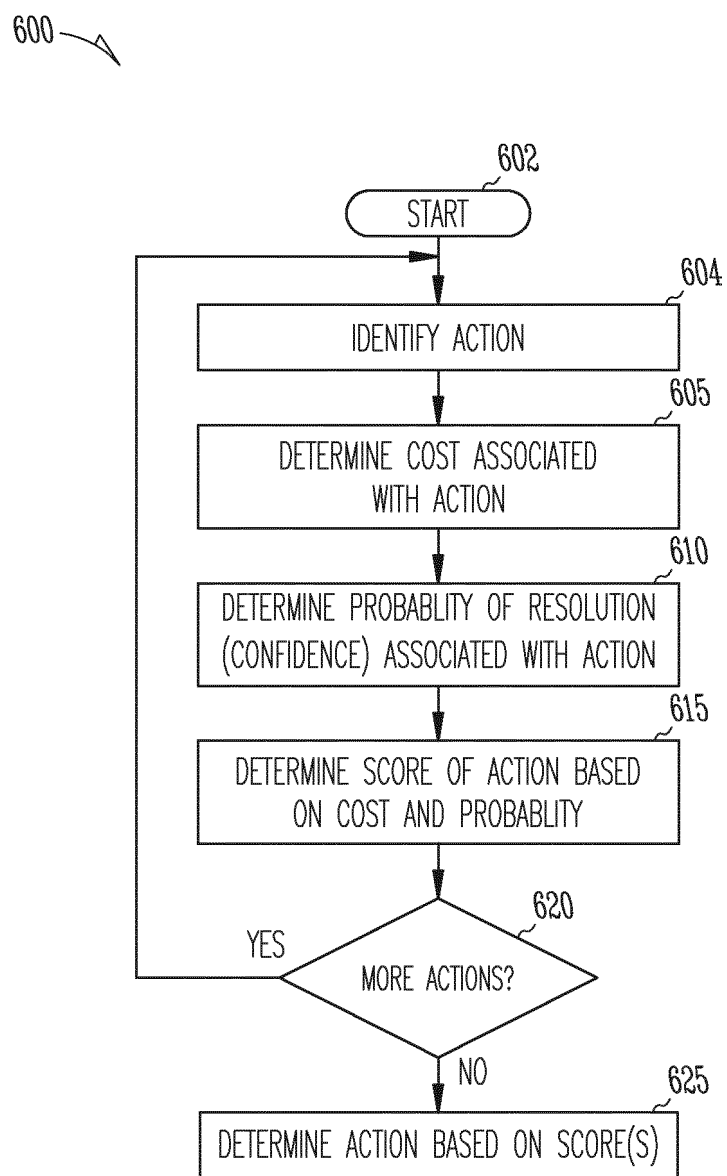 600
602
START
604
IDENTIFY ACTION
605
DETERMINE COST ASSOCIATED
WITH ACTION
610
DETERMINE PROBABLITY OF RESOLUTION
(CONFIDENCE) ASSOCIATED WITH ACTION
615
DETERMINE SCORE OF ACTION BASED
ON COST AND PROBABLITY
620
YES
MORE ACTIONS?
NO
625
DETERMINE ACTION BASED ON SCORE(S)